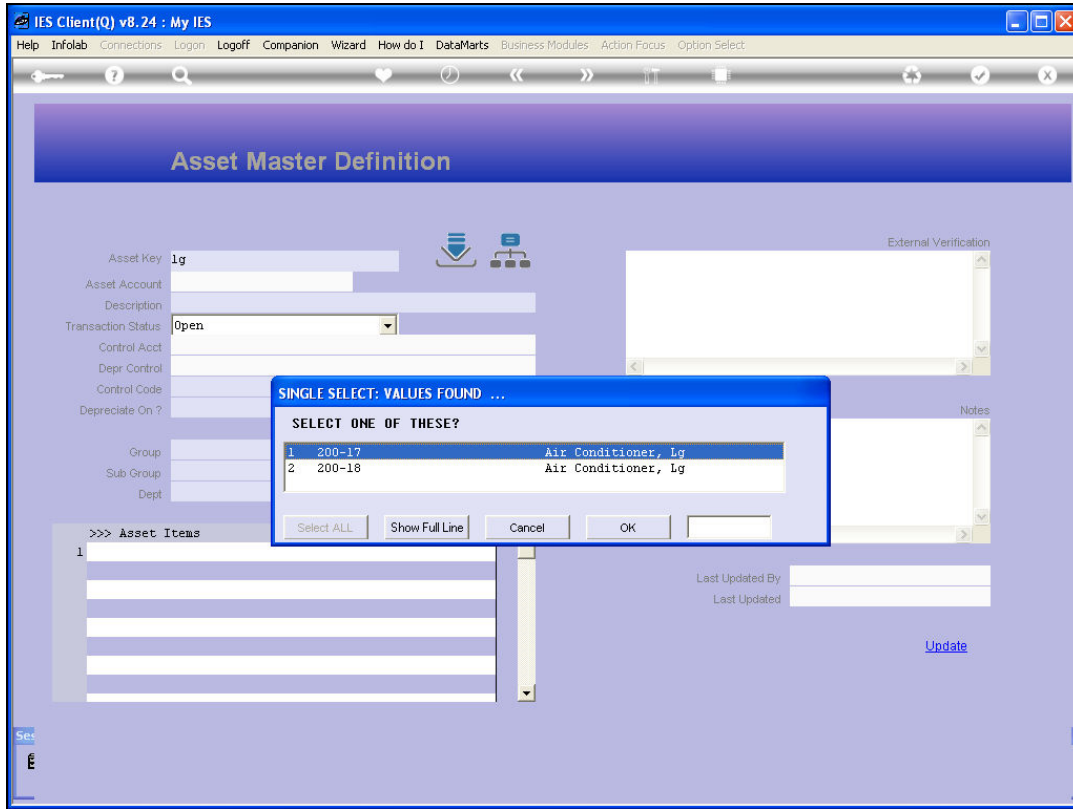 IES Client(Q) v8.24 : My IES
Help Infolab Connections Logon Logoff Companion Wizard How do I DataMarts Business Modules Action Focus Option Select
Asset Master Definition
External Verification
Asset Key lg
Asset Account
Description
Transaction Status Open
Control Acct
Depr Control
Control Code
Depreciate On ?
SINGLE SELECT: VALUES FOUND ...
SELECT ONE OF THESE?
1 200-17 Air Conditioner, Lg
2 200-18 Air Conditioner, Lg
Select ALL Show Full Line Cancel OK
Notes
Group
Sub Group
Dept
>>> Asset Items
1
Last Updated By
Last Updated
Update
Ses